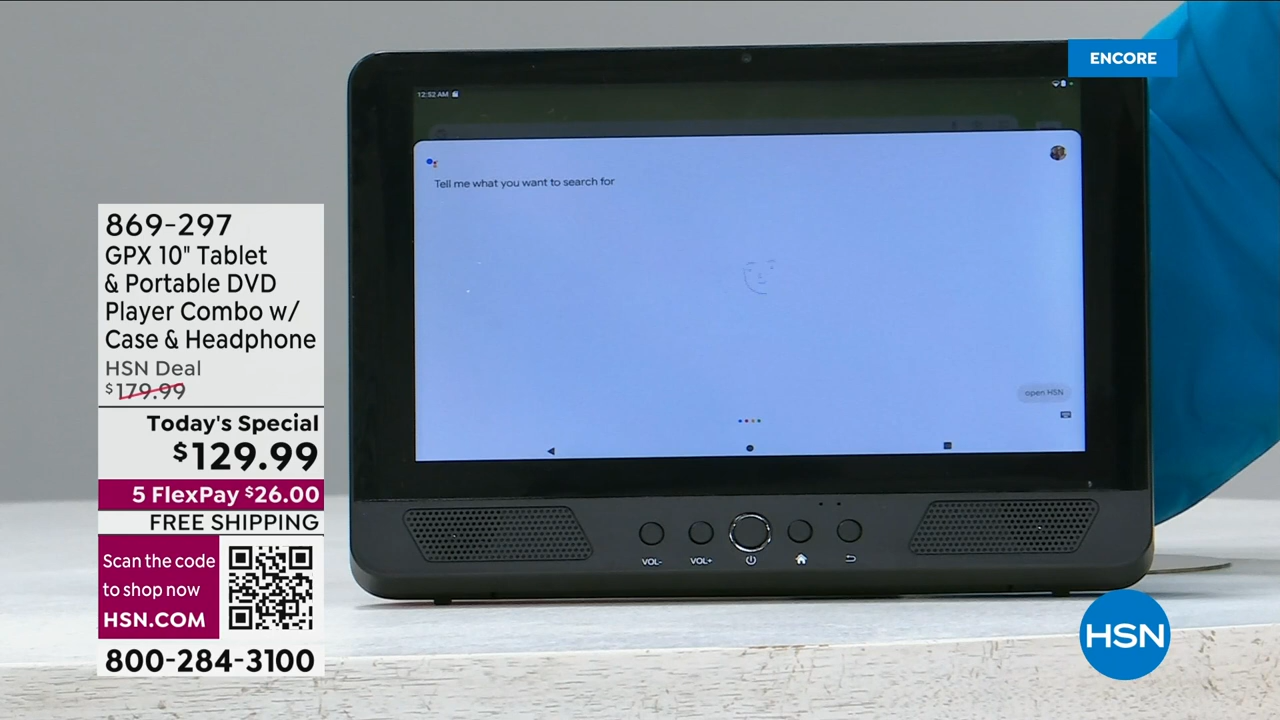 ENCORE
12:52 AM
Tell me what you want to search for
open HSN
VOL-
VOL+
869-297
GPX 10" Tablet
& Portable DVD
Player Combo w/
Case & Headphone
HSN Deal
$179.99
Today's Special
$129.99
5 FlexPay $26.00
FREE SHIPPING
Scan the code
to shop now
HSN.COM
800-284-3100
HSN